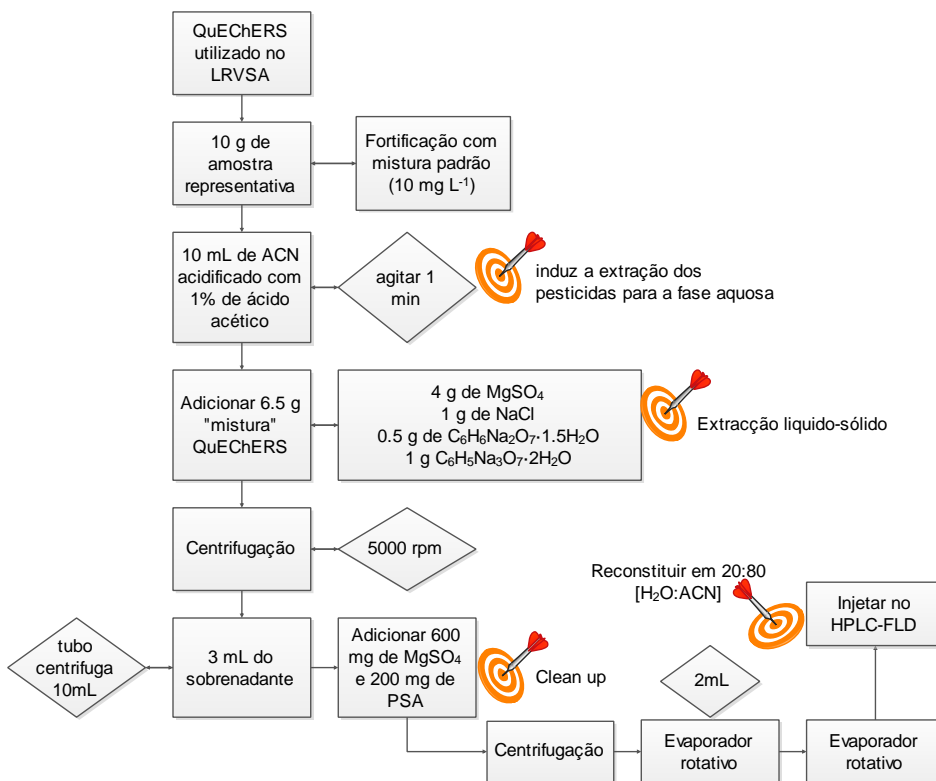 QuEChERS
utilizado no
LRVSA
10 g de
amostra
representativa
Fortificação com
mistura padrão
(10 mg L⁻¹)
10 mL de ACN
acidificado com
1% de ácido
acético
agitar 1
min
induz a extração dos
pesticidas para a fase aquosa
Adicionar 6.5 g
"mistura"
QuEChERS
4 g de MgSO₄
1 g de NaCl
0.5 g de C₆H₆Na₂O₇·1.5H₂O
1 g C₆H₅Na₃O₇·2H₂O
Extracção liquido-sólido
Centrifugação
5000 rpm
tubo
centrifuga
10mL
3 mL do
sobrenadante
Adicionar 600
mg de MgSO₄
e 200 mg de
PSA
Clean up
Centrifugação
2mL
Evaporador
rotativo
Evaporador
rotativo
Reconstituir em 20:80
[H₂O:ACN]
Injetar no
HPLC-FLD